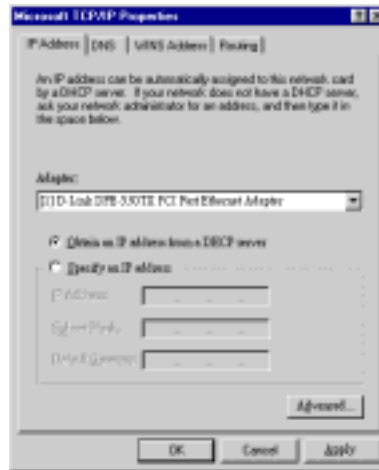 Microsoft TCP/IP Properties
IP Address DNS WINS Address Routing
An IP address can be automatically assigned to this network card
by a DHCP server. If your network does not have a DHCP server,
ask your network administrator for an address, and then type it in
the space below.
Adapter:
[1] D-Link DFE-530TX PCI Fast Ethernet Adapter
Obtain an IP address from a DHCP server
Specify an IP address
IP Address:
Subnet Mask:
Default Gateway:
Advanced...
OK Cancel Apply